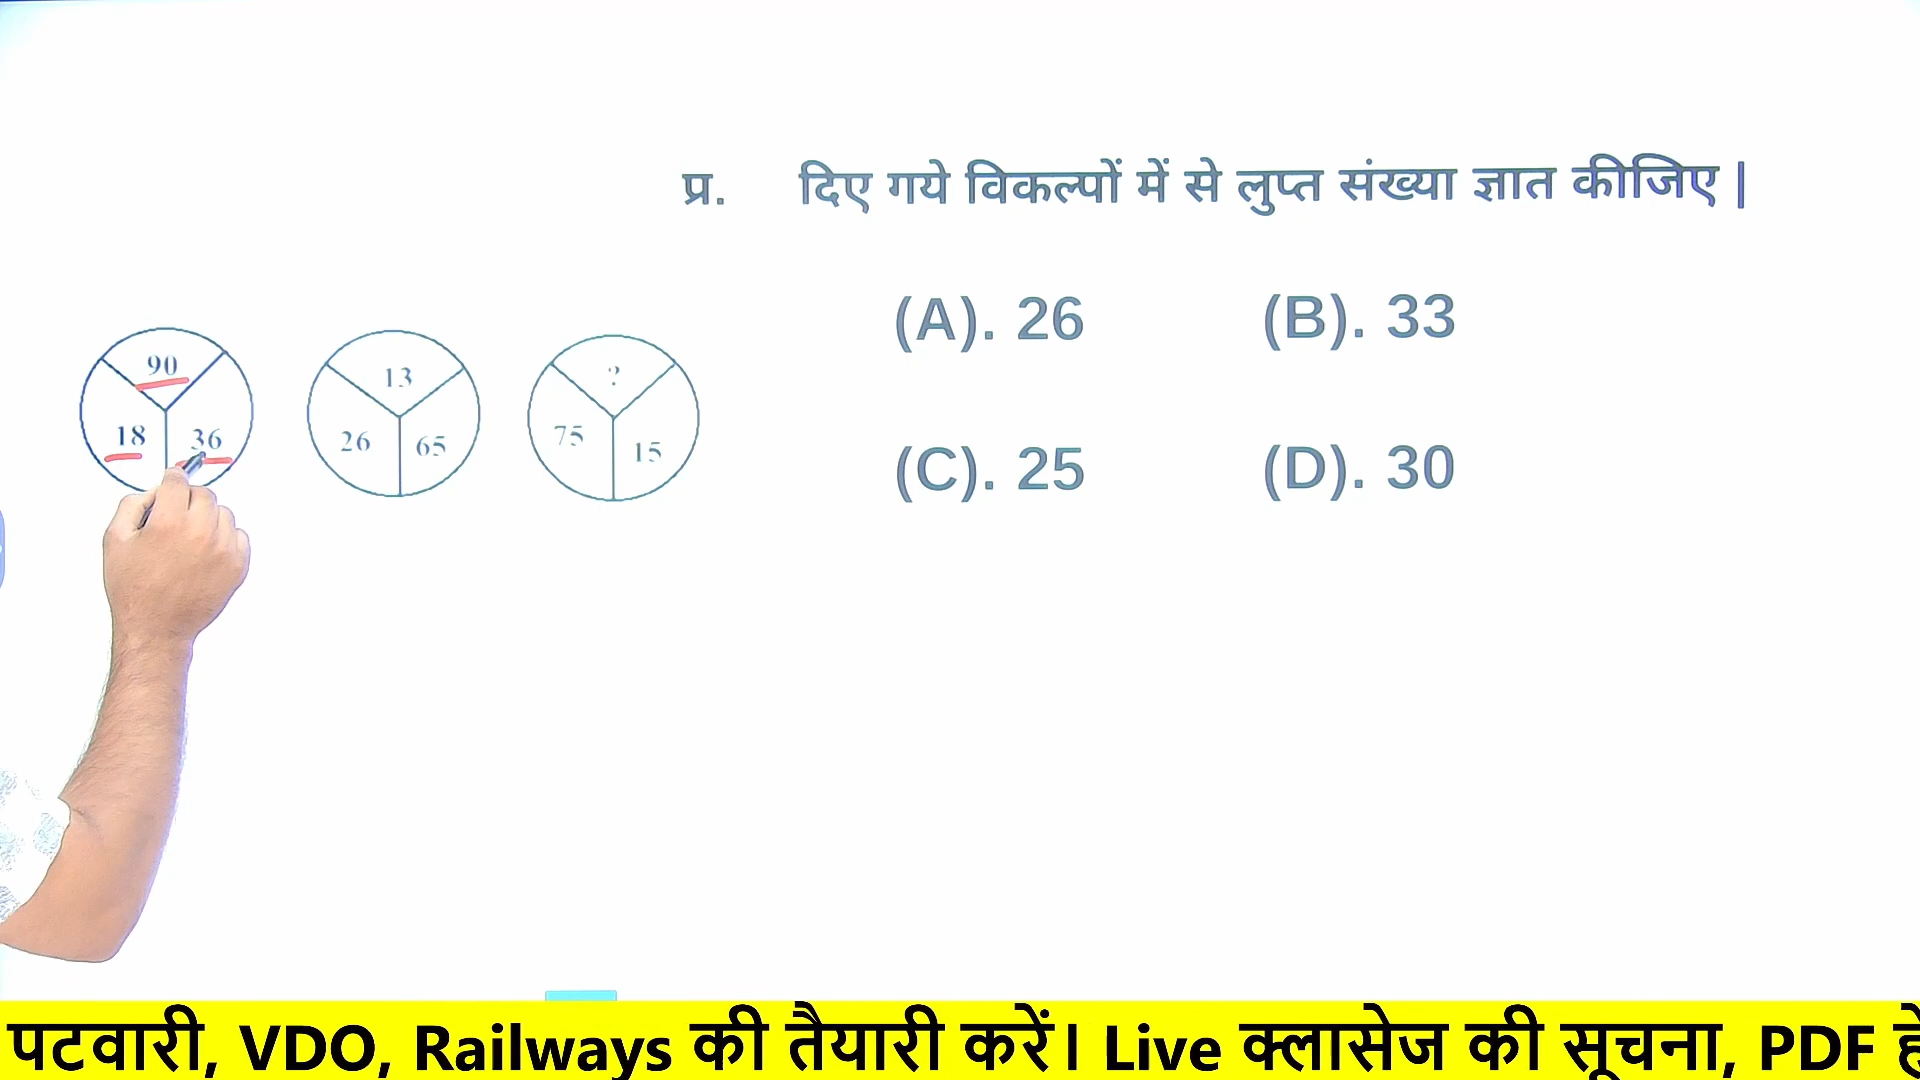 प्र. दिए गये विकल्पों में से लुप्त संख्या ज्ञात कीजिए |
(A). 26 (B). 33
90 13 ?
18 36 26 65 75 15
(C). 25 (D). 30
पटवारी, VDO, Railways की तैयारी करें। Live क्लासेज की सूचना, PDF